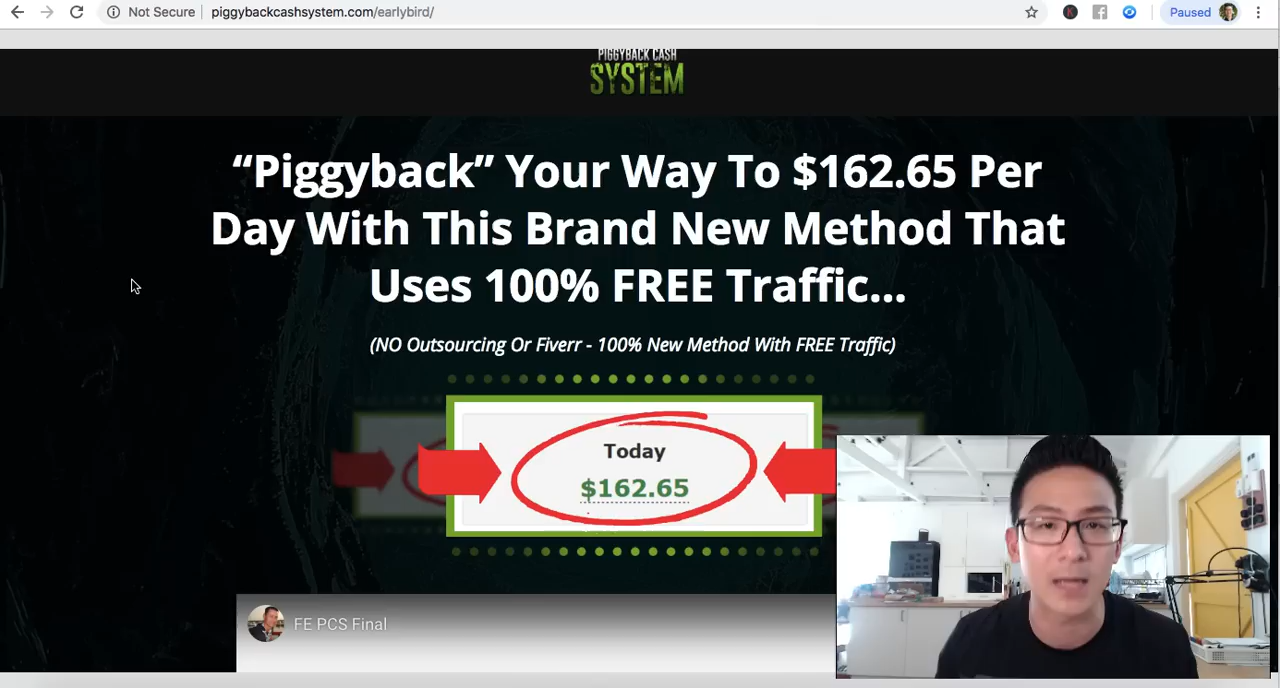 Not Secure piggybackcashsystem.com/earlybird/ Paused
PIGGYBACK CASH
SYSTEM
“Piggyback” Your Way To $162.65 Per
Day With This Brand New Method That
Uses 100% FREE Traffic...
(NO Outsourcing Or Fiverr - 100% New Method With FREE Traffic)
Today
$162.65
FE PCS Final